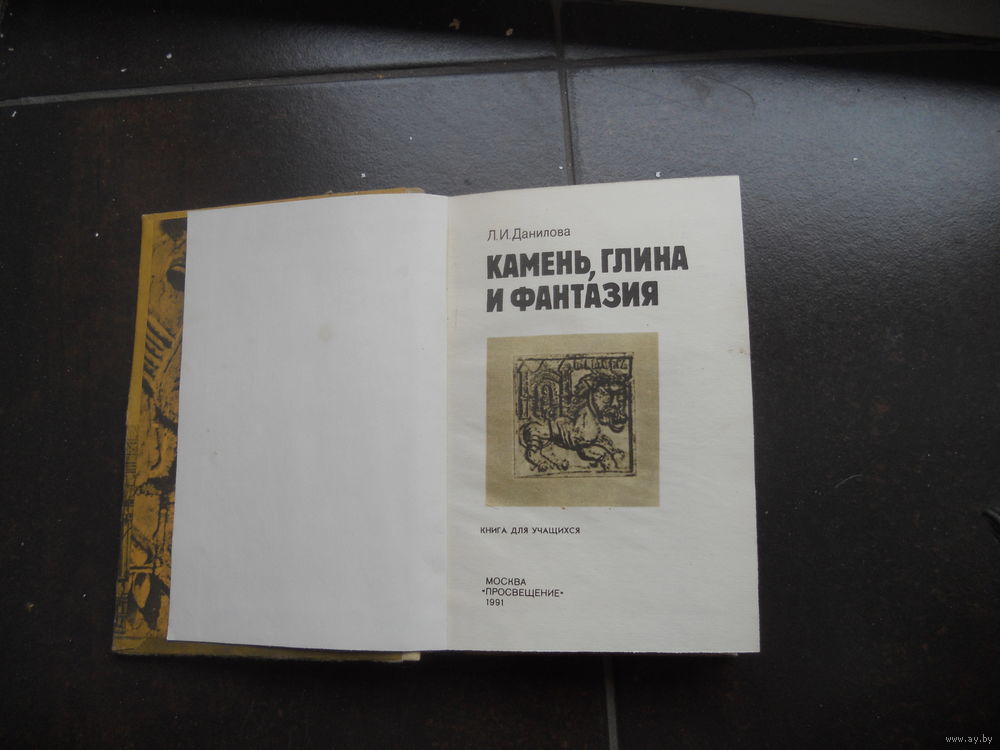 Л.И.Данилова
КАМЕНЬ, ГЛИНА
И ФАНТАЗИЯ
КНИГА ДЛЯ УЧАЩИХСЯ
МОСКВА
"ПРОСВЕЩЕНИЕ"
1991
www.ay.by